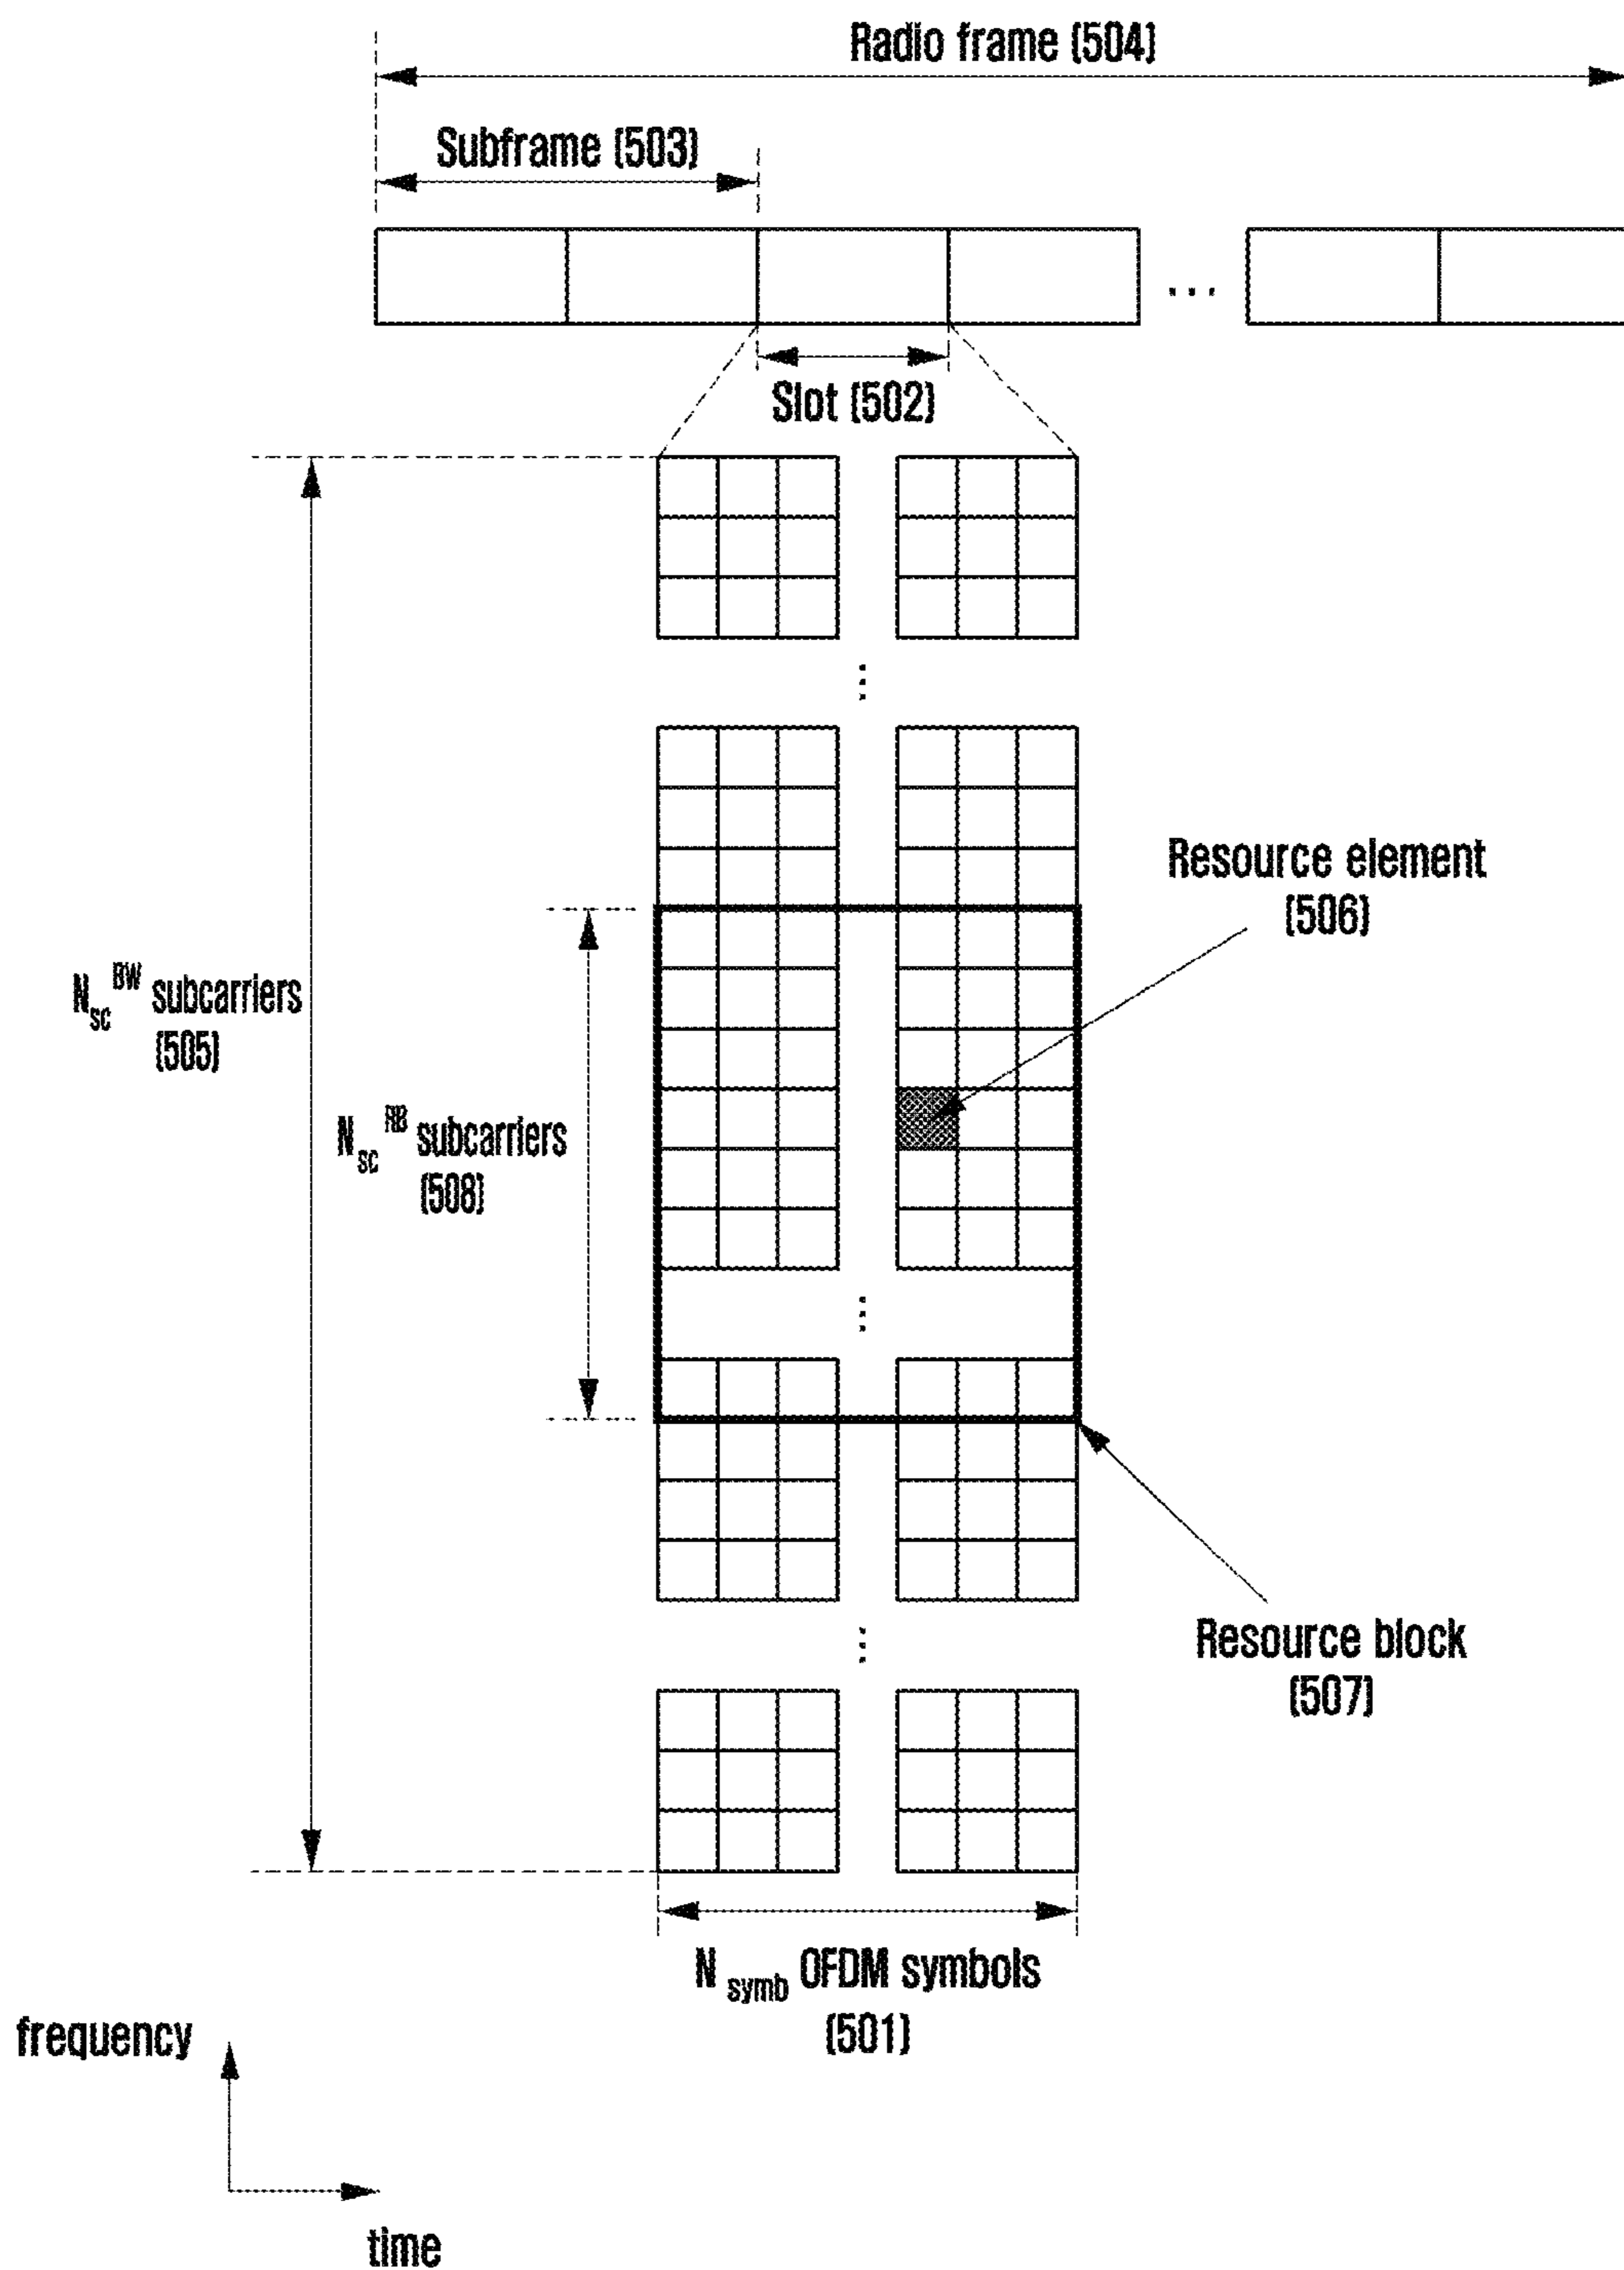 Radio frame (504)
Subframe (503)
...
Slot (502)
Resource element
(506)
N_sc^BW subcarriers
(505)
N_sc^RB subcarriers
(508)
Resource block
(507)
N_symb OFDM symbols
(501)
frequency
time